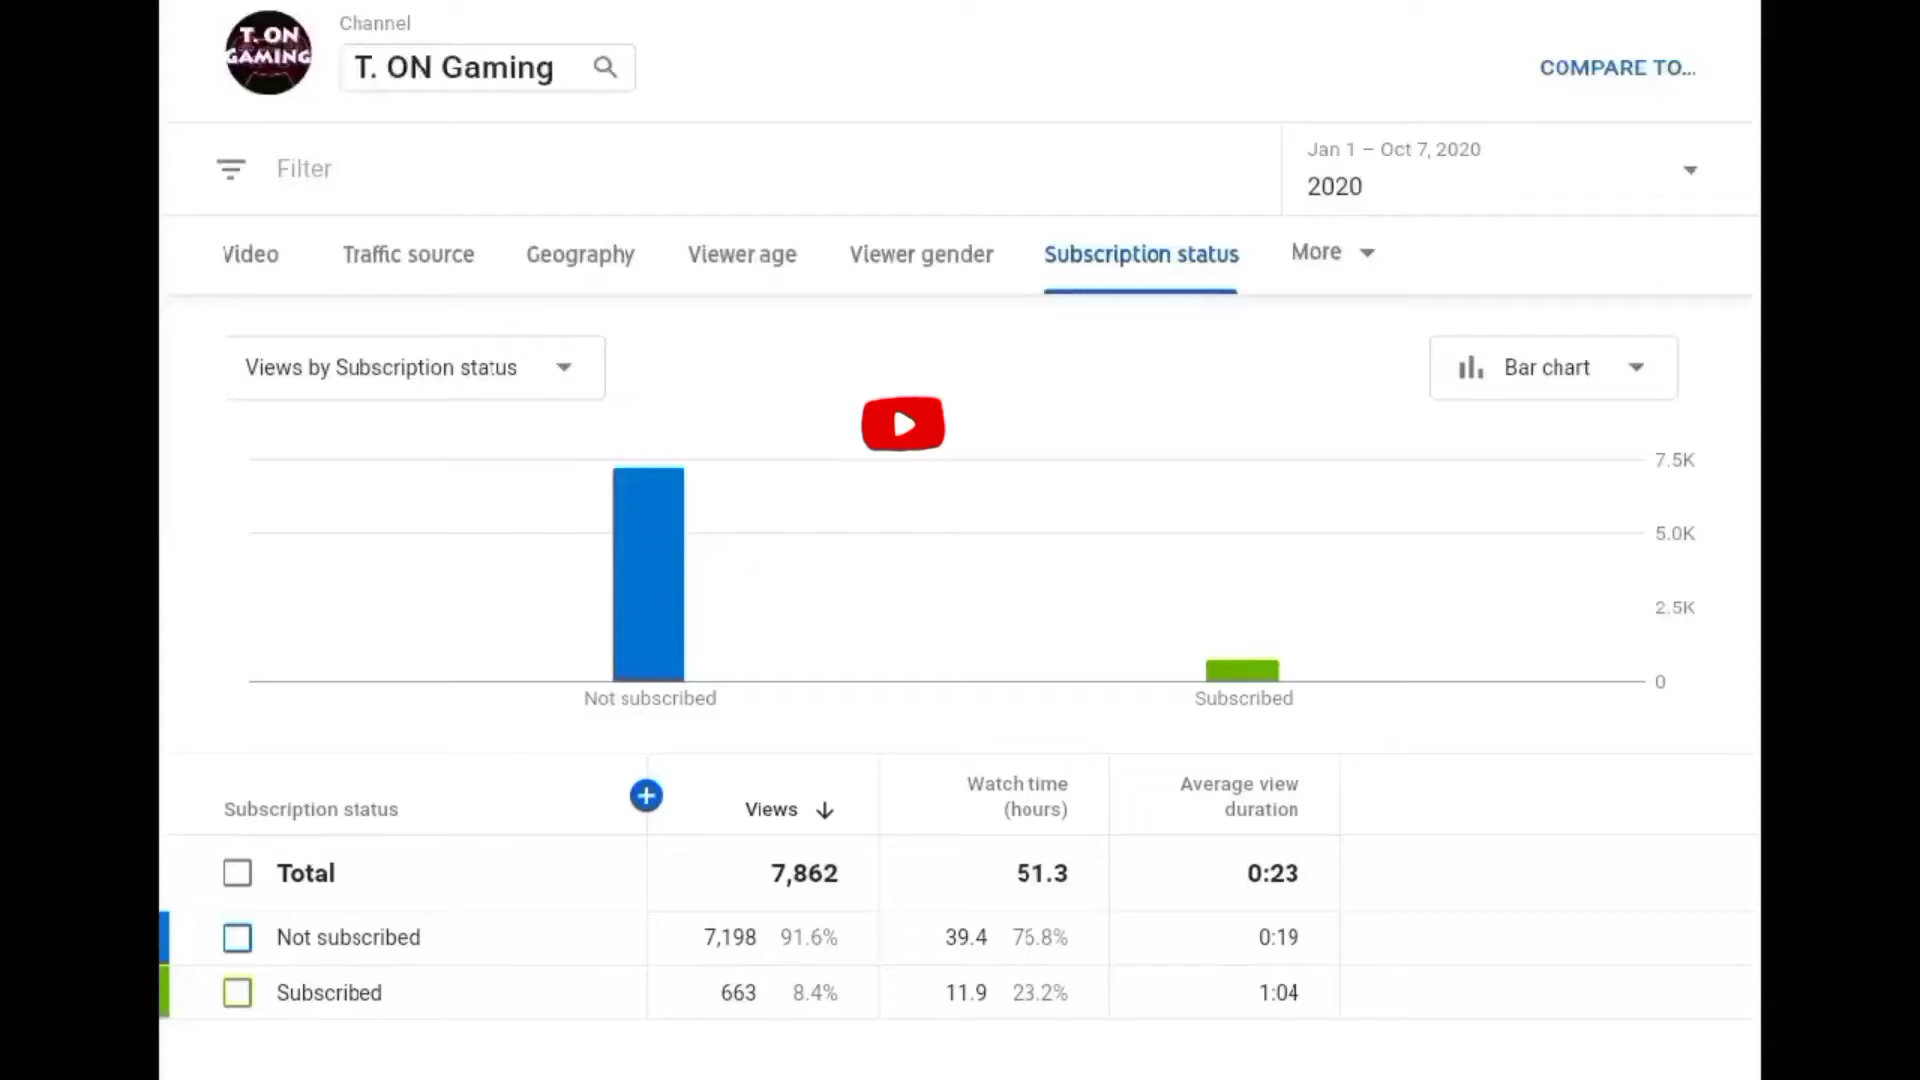 T. ON
GAMING
Channel
T. ON Gaming
COMPARE TO...
Filter
Jan 1 – Oct 7, 2020
2020
Video
Traffic source
Geography
Viewer age
Viewer gender
Subscription status
More
Views by Subscription status
Bar chart
7.5K
5.0K
2.5K
0
Not subscribed
Subscribed
Subscription status
Views
Watch time
(hours)
Average view
duration
Total 7,862 51.3 0:23
Not subscribed 7,198 91.6% 39.4 76.8% 0:19
Subscribed 663 8.4% 11.9 23.2% 1:04